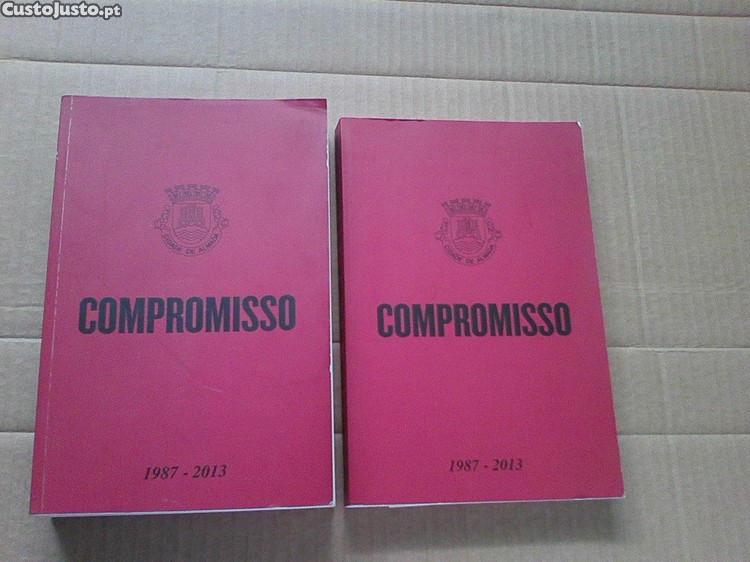 CustoJusto.pt
CIDADE DE ALMADA
COMPROMISSO
1987 - 2013
CIDADE DE ALMADA
COMPROMISSO
1987 - 2013